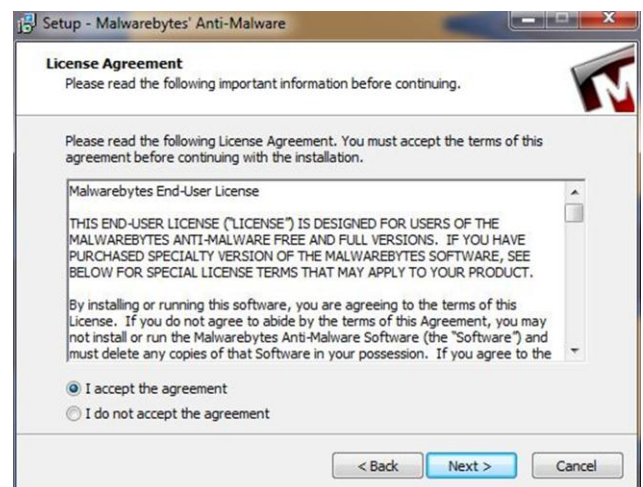 Setup - Malwarebytes' Anti-Malware
License Agreement
Please read the following important information before continuing.
Please read the following License Agreement. You must accept the terms of this
agreement before continuing with the installation.
Malwarebytes End-User License
THIS END-USER LICENSE ("LICENSE") IS DESIGNED FOR USERS OF THE
MALWAREBYTES ANTI-MALWARE FREE AND FULL VERSIONS. IF YOU HAVE
PURCHASED SPECIALTY VERSION OF THE MALWAREBYTES SOFTWARE, SEE
BELOW FOR SPECIAL LICENSE TERMS THAT MAY APPLY TO YOUR PRODUCT.
By installing or running this software, you are agreeing to the terms of this
License. If you do not agree to abide by the terms of this Agreement, you may
not install or run the Malwarebytes Anti-Malware Software (the "Software") and
must delete any copies of that Software in your possession. If you agree to the
I accept the agreement
I do not accept the agreement
< Back Next > Cancel